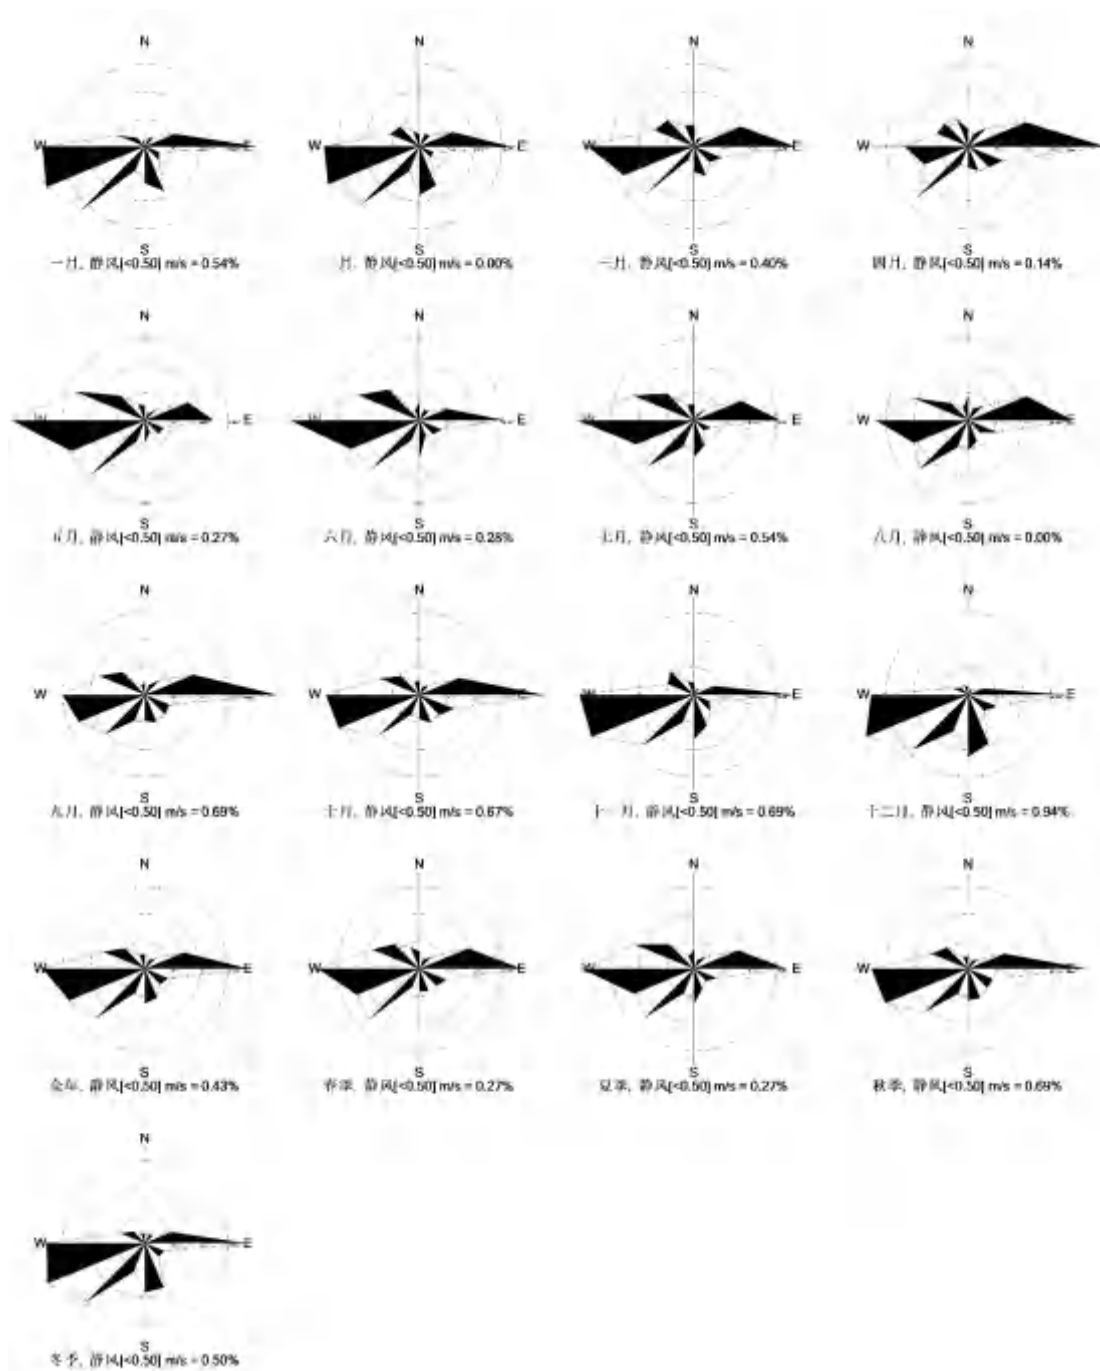 N N N N
W E W E W E W E
S S S S
一月, 静风[<0.50] m/s = 0.54% 月, 静风[<0.50] m/s = 0.00% 月, 静风[<0.50] m/s = 0.40% 四月, 静风[<0.50] m/s = 0.14%
N N N N
W E W E W E W E
S S S S
五月, 静风[<0.50] m/s = 0.27% 六月, 静风[<0.50] m/s = 0.28% 七月, 静风[<0.50] m/s = 0.54% 八月, 静风[<0.50] m/s = 0.00%
N N N N
W E W E W E W E
S S S S
九月, 静风[<0.50] m/s = 0.69% 十月, 静风[<0.50] m/s = 0.67% 十一月, 静风[<0.50] m/s = 0.69% 十二月, 静风[<0.50] m/s = 0.94%
N N N N
W E W E W E W E
S S S S
全年, 静风[<0.50] m/s = 0.43% 春季, 静风[<0.50] m/s = 0.27% 夏季, 静风[<0.50] m/s = 0.27% 秋季, 静风[<0.50] m/s = 0.69%
N
W E
S
冬季, 静风[<0.50] m/s = 0.50%